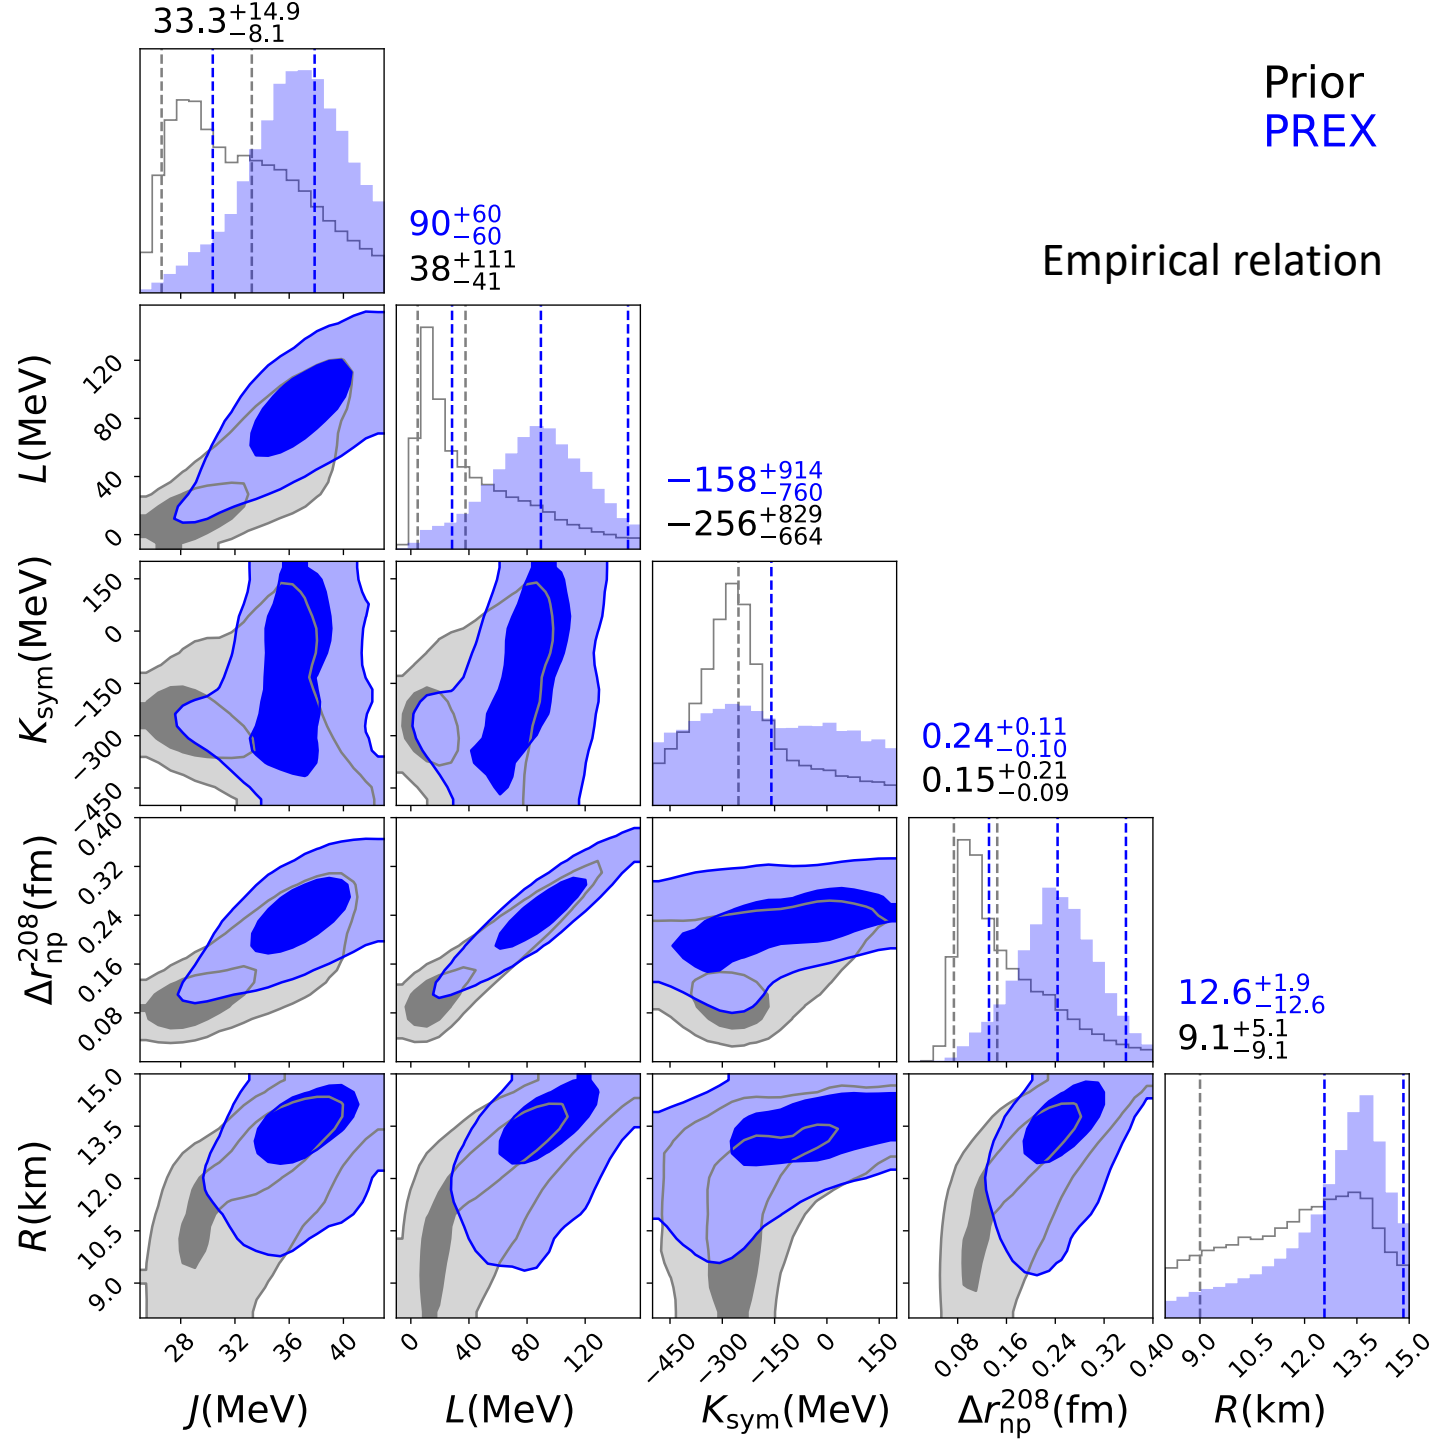 33.3+14.9−8.1
Prior
PREX
90+60−60
38+111−41
Empirical relation
L(MeV)
120
80
40
0
−158+914−760
−256+829−664
Ksym(MeV)
150
0
−150
−300
−450
0.24+0.11−0.10
0.15+0.21−0.09
Δr208np(fm)
0.40
0.32
0.24
0.16
0.08
12.6+1.9−12.6
9.1+5.1−9.1
R(km)
15.0
13.5
12.0
10.5
9.0
28 32 36 40
0 40 80 120
−450 −300 −150 0 150
0.08 0.16 0.24 0.32 0.40
9.0 10.5 12.0 13.5 15.0
J(MeV)
L(MeV)
Ksym(MeV)
Δr208np(fm)
R(km)